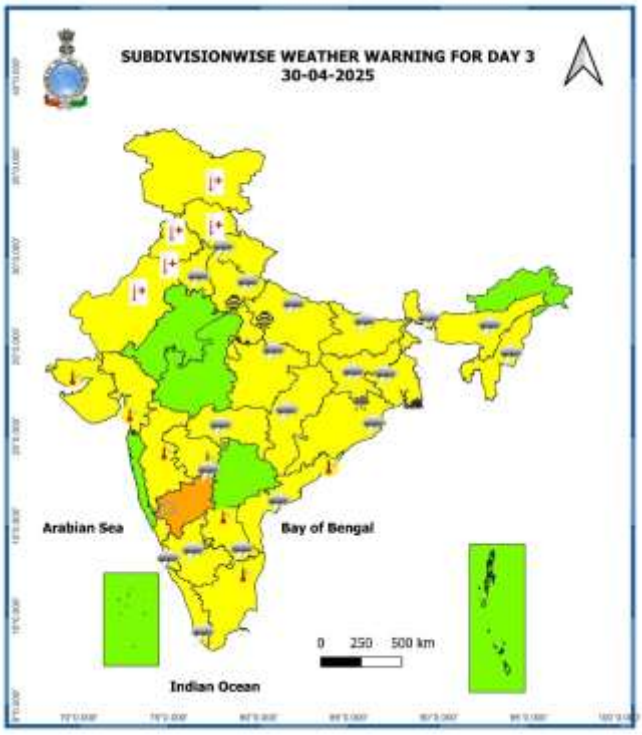 SUBDIVISIONWISE WEATHER WARNING FOR DAY 3
30-04-2025
Arabian Sea
Bay of Bengal
0 250 500 km
Indian Ocean